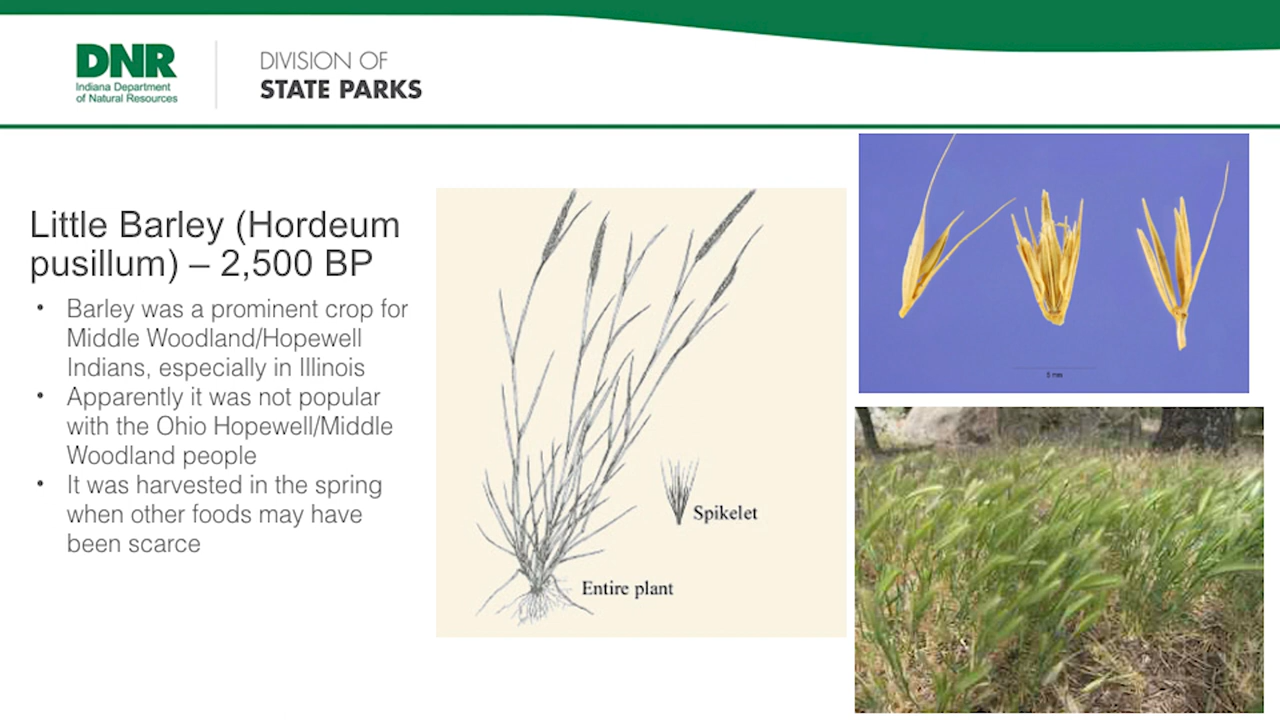 DNR
Indiana Department
of Natural Resources
DIVISION OF
STATE PARKS
Little Barley (Hordeum
pusillum) – 2,500 BP
• Barley was a prominent crop for
Middle Woodland/Hopewell
Indians, especially in Illinois
• Apparently it was not popular
with the Ohio Hopewell/Middle
Woodland people
• It was harvested in the spring
when other foods may have
been scarce
Spikelet
Entire plant
5 mm